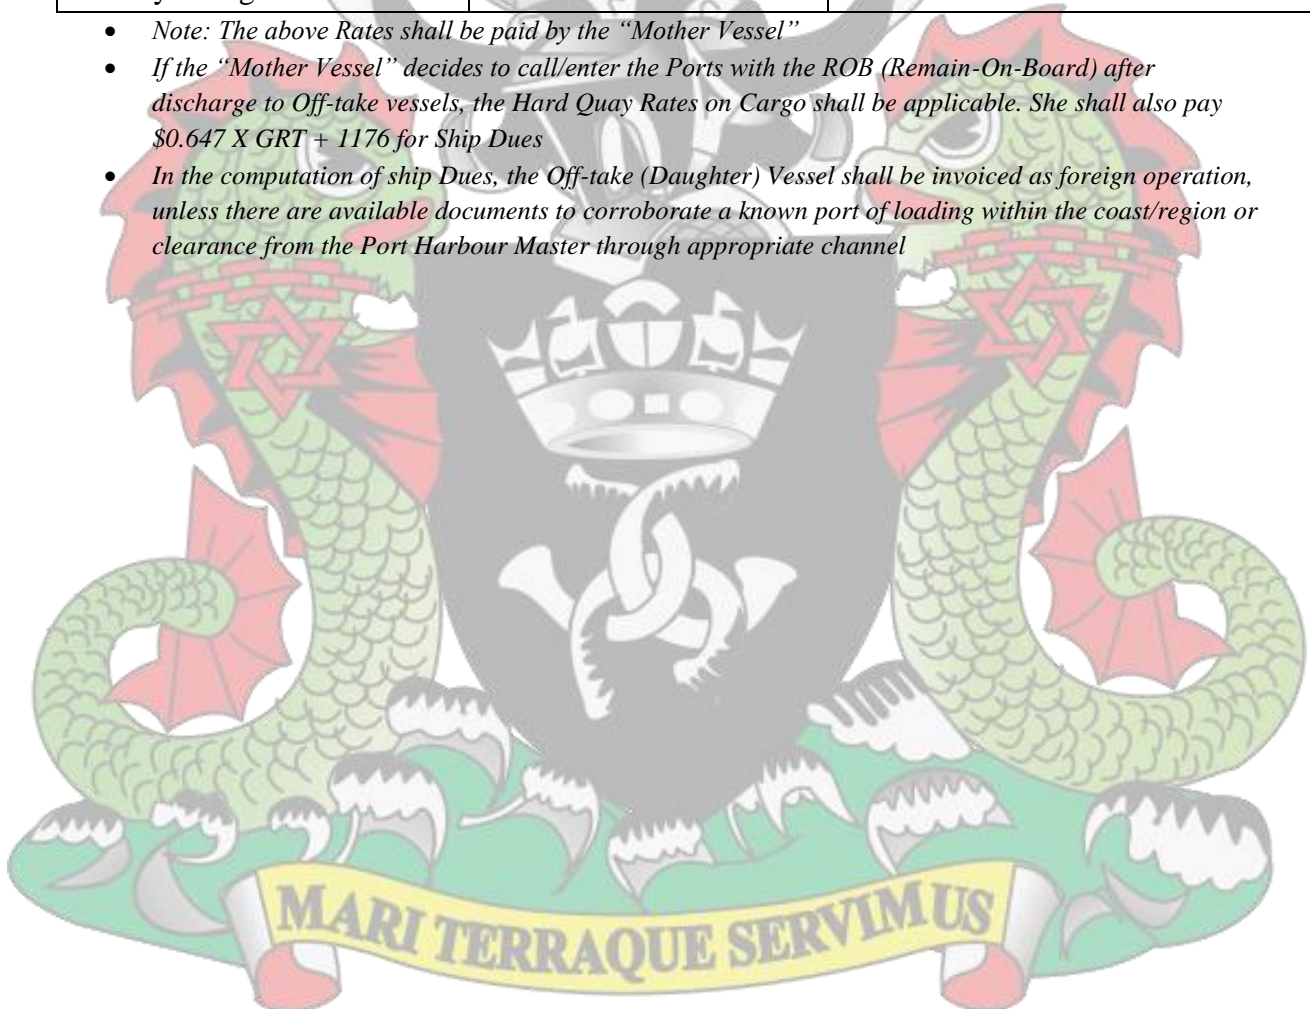 • Note: The above Rates shall be paid by the “Mother Vessel”
• If the “Mother Vessel” decides to call/enter the Ports with the ROB (Remain-On-Board) after
discharge to Off-take vessels, the Hard Quay Rates on Cargo shall be applicable. She shall also pay
$0.647 X GRT + 1176 for Ship Dues
• In the computation of ship Dues, the Off-take (Daughter) Vessel shall be invoiced as foreign operation,
unless there are available documents to corroborate a known port of loading within the coast/region or
clearance from the Port Harbour Master through appropriate channel
MARI TERRAQUE SERVIMUS